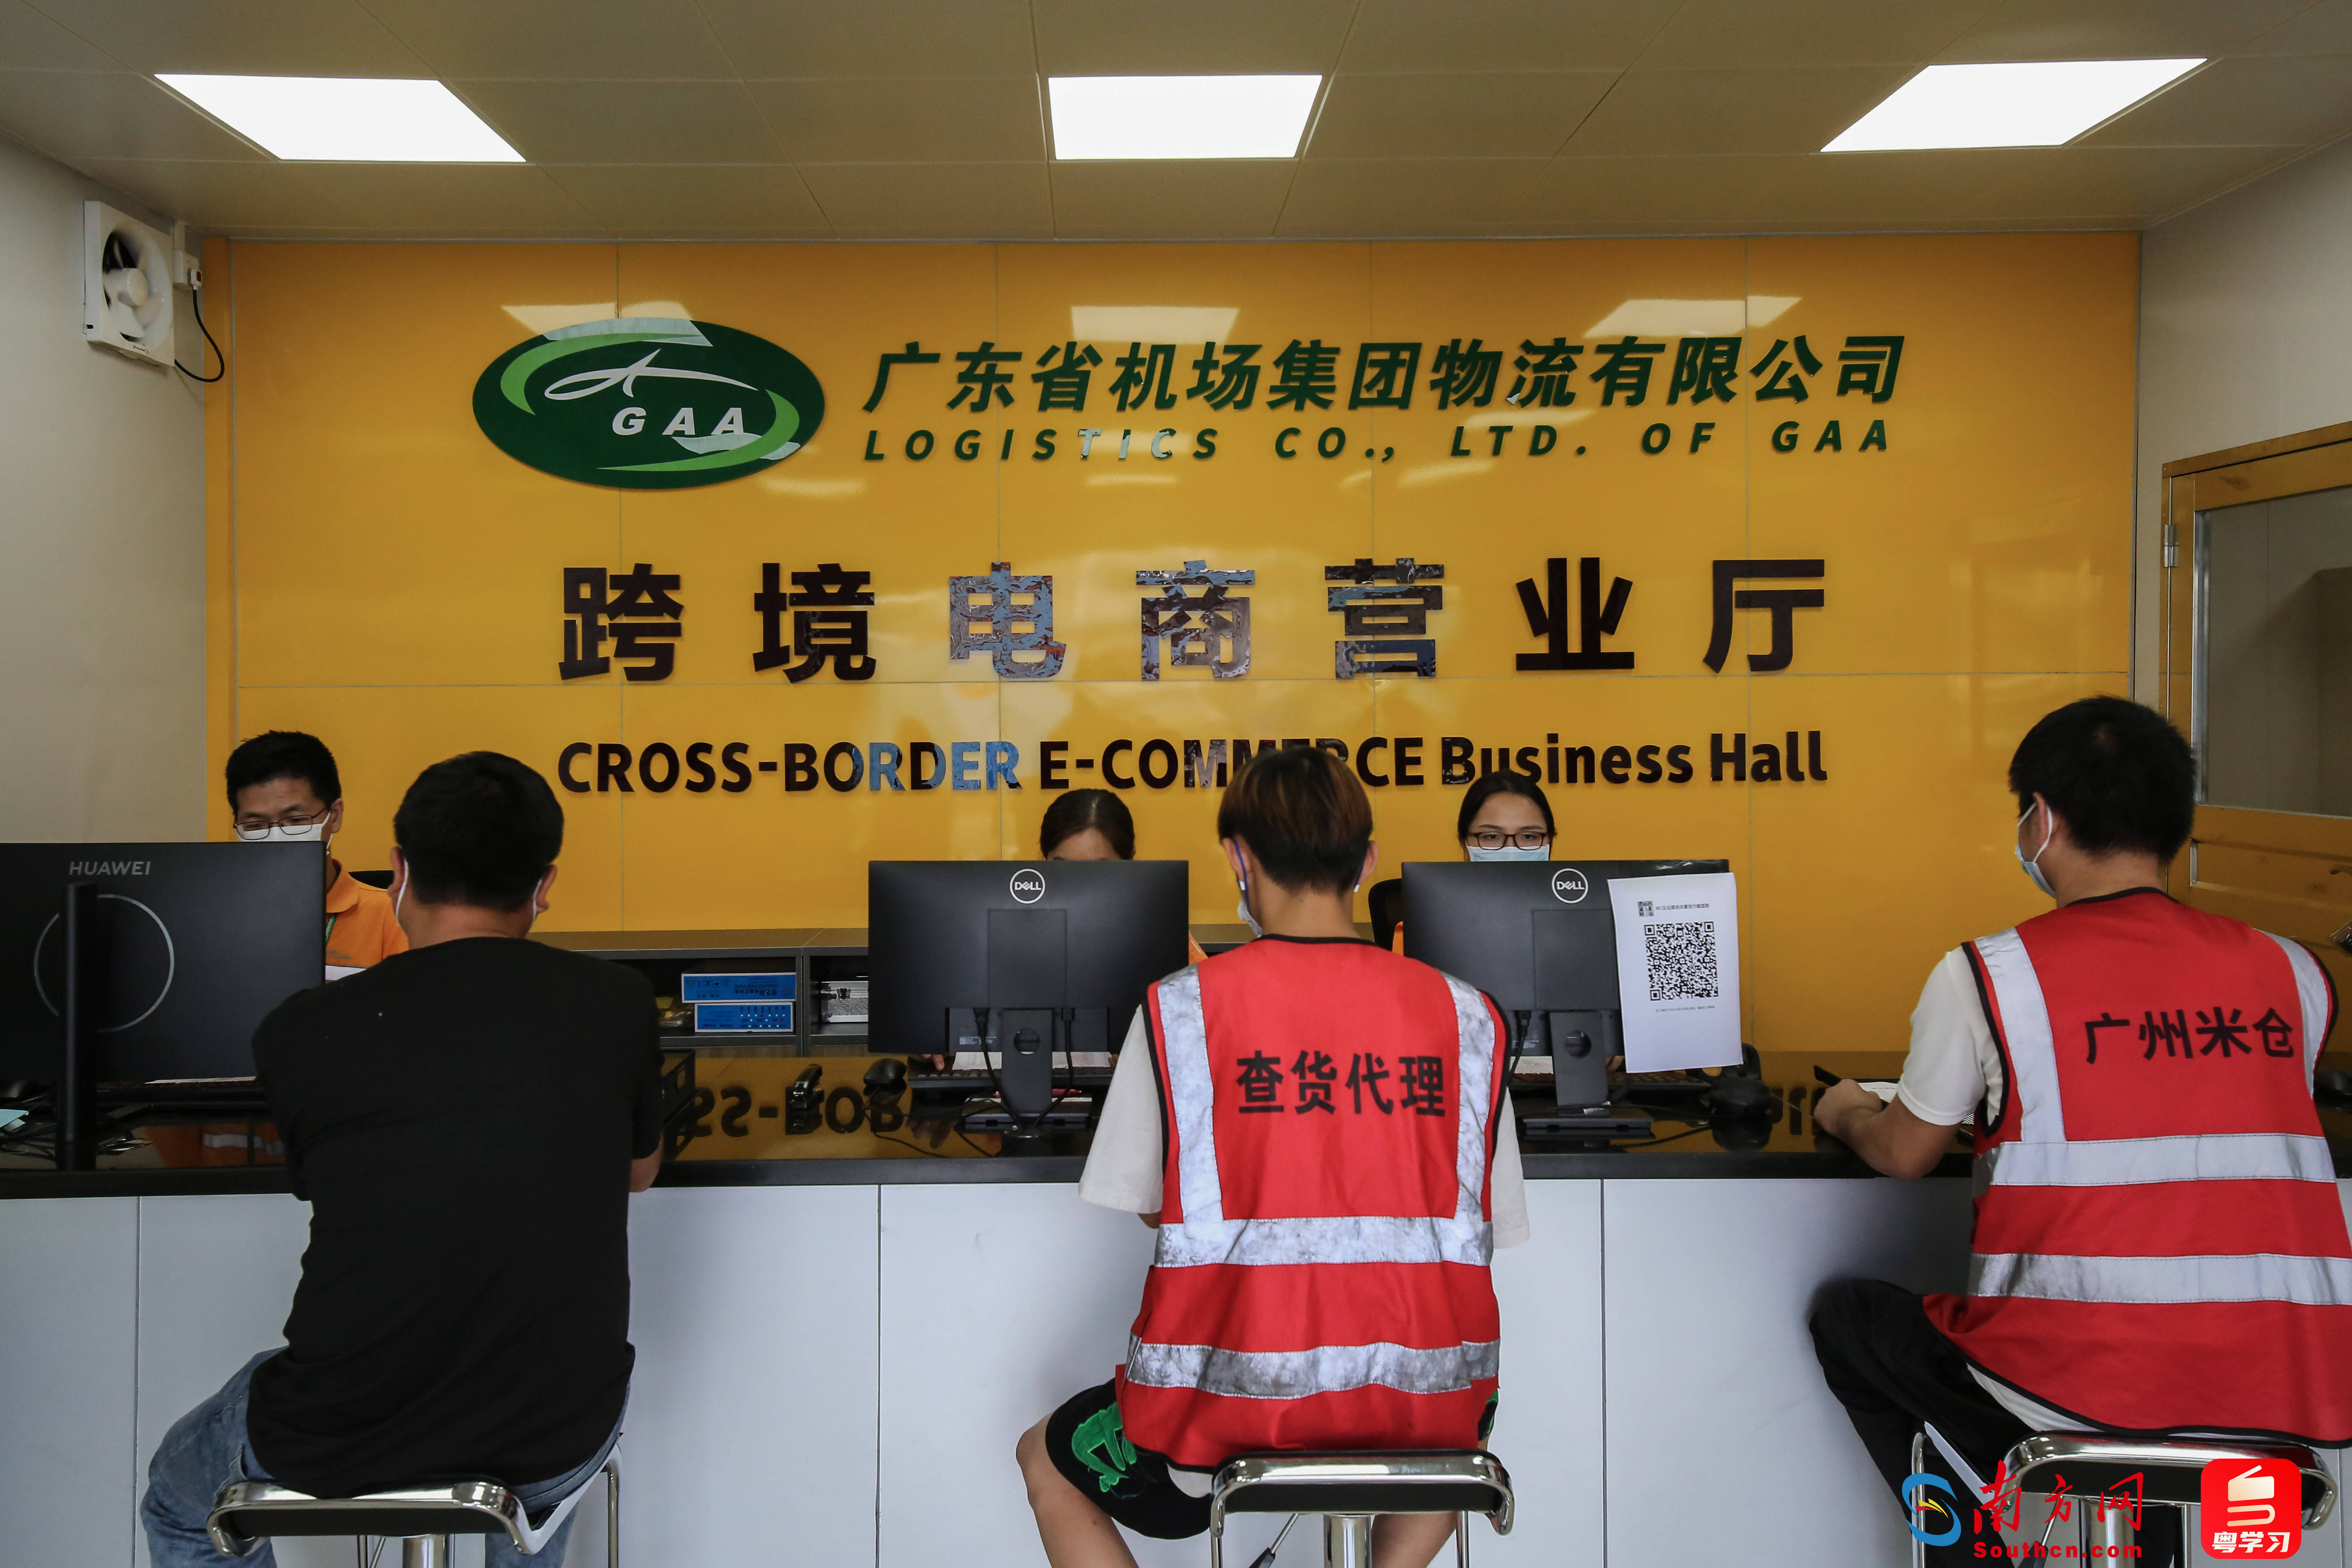 GAA
广东省机场集团物流有限公司
LOGISTICS CO., LTD. OF GAA
跨境电商营业厅
CROSS-BORDER E-COMMERCE Business Hall
HUAWEI
DELL
DELL
查货代理
广州米仓
南方网
Southcn.com
粤学习